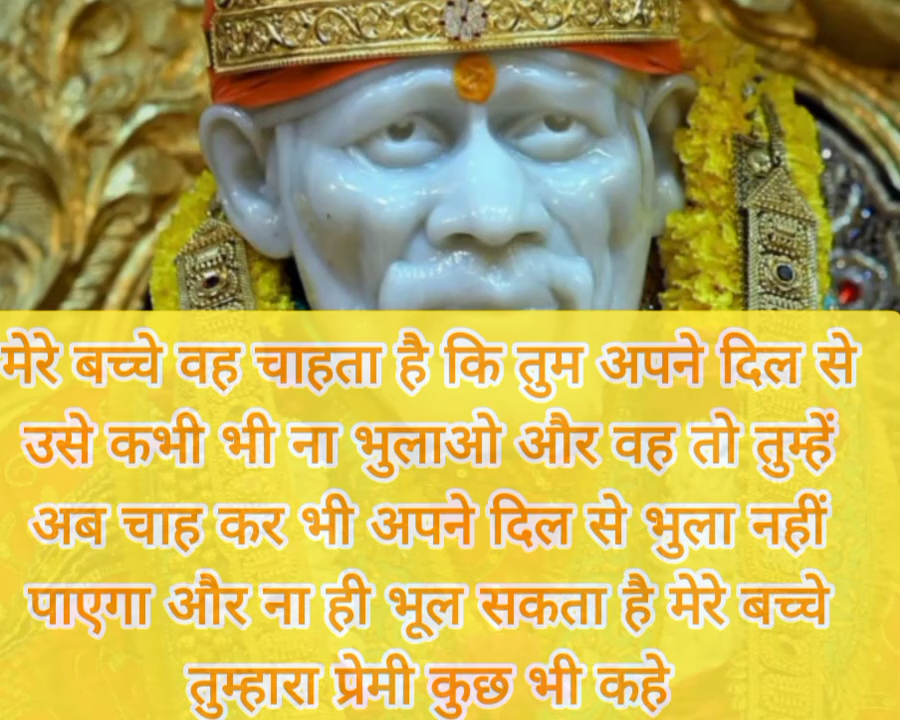 मेरे बच्चे वह चाहता है कि तुम अपने दिल से
उसे कभी भी ना भुलाओ और वह तो तुम्हें
अब चाह कर भी अपने दिल से भुला नहीं
पाएगा और ना ही भूल सकता है मेरे बच्चे
तुम्हारा प्रेमी कुछ भी कहे